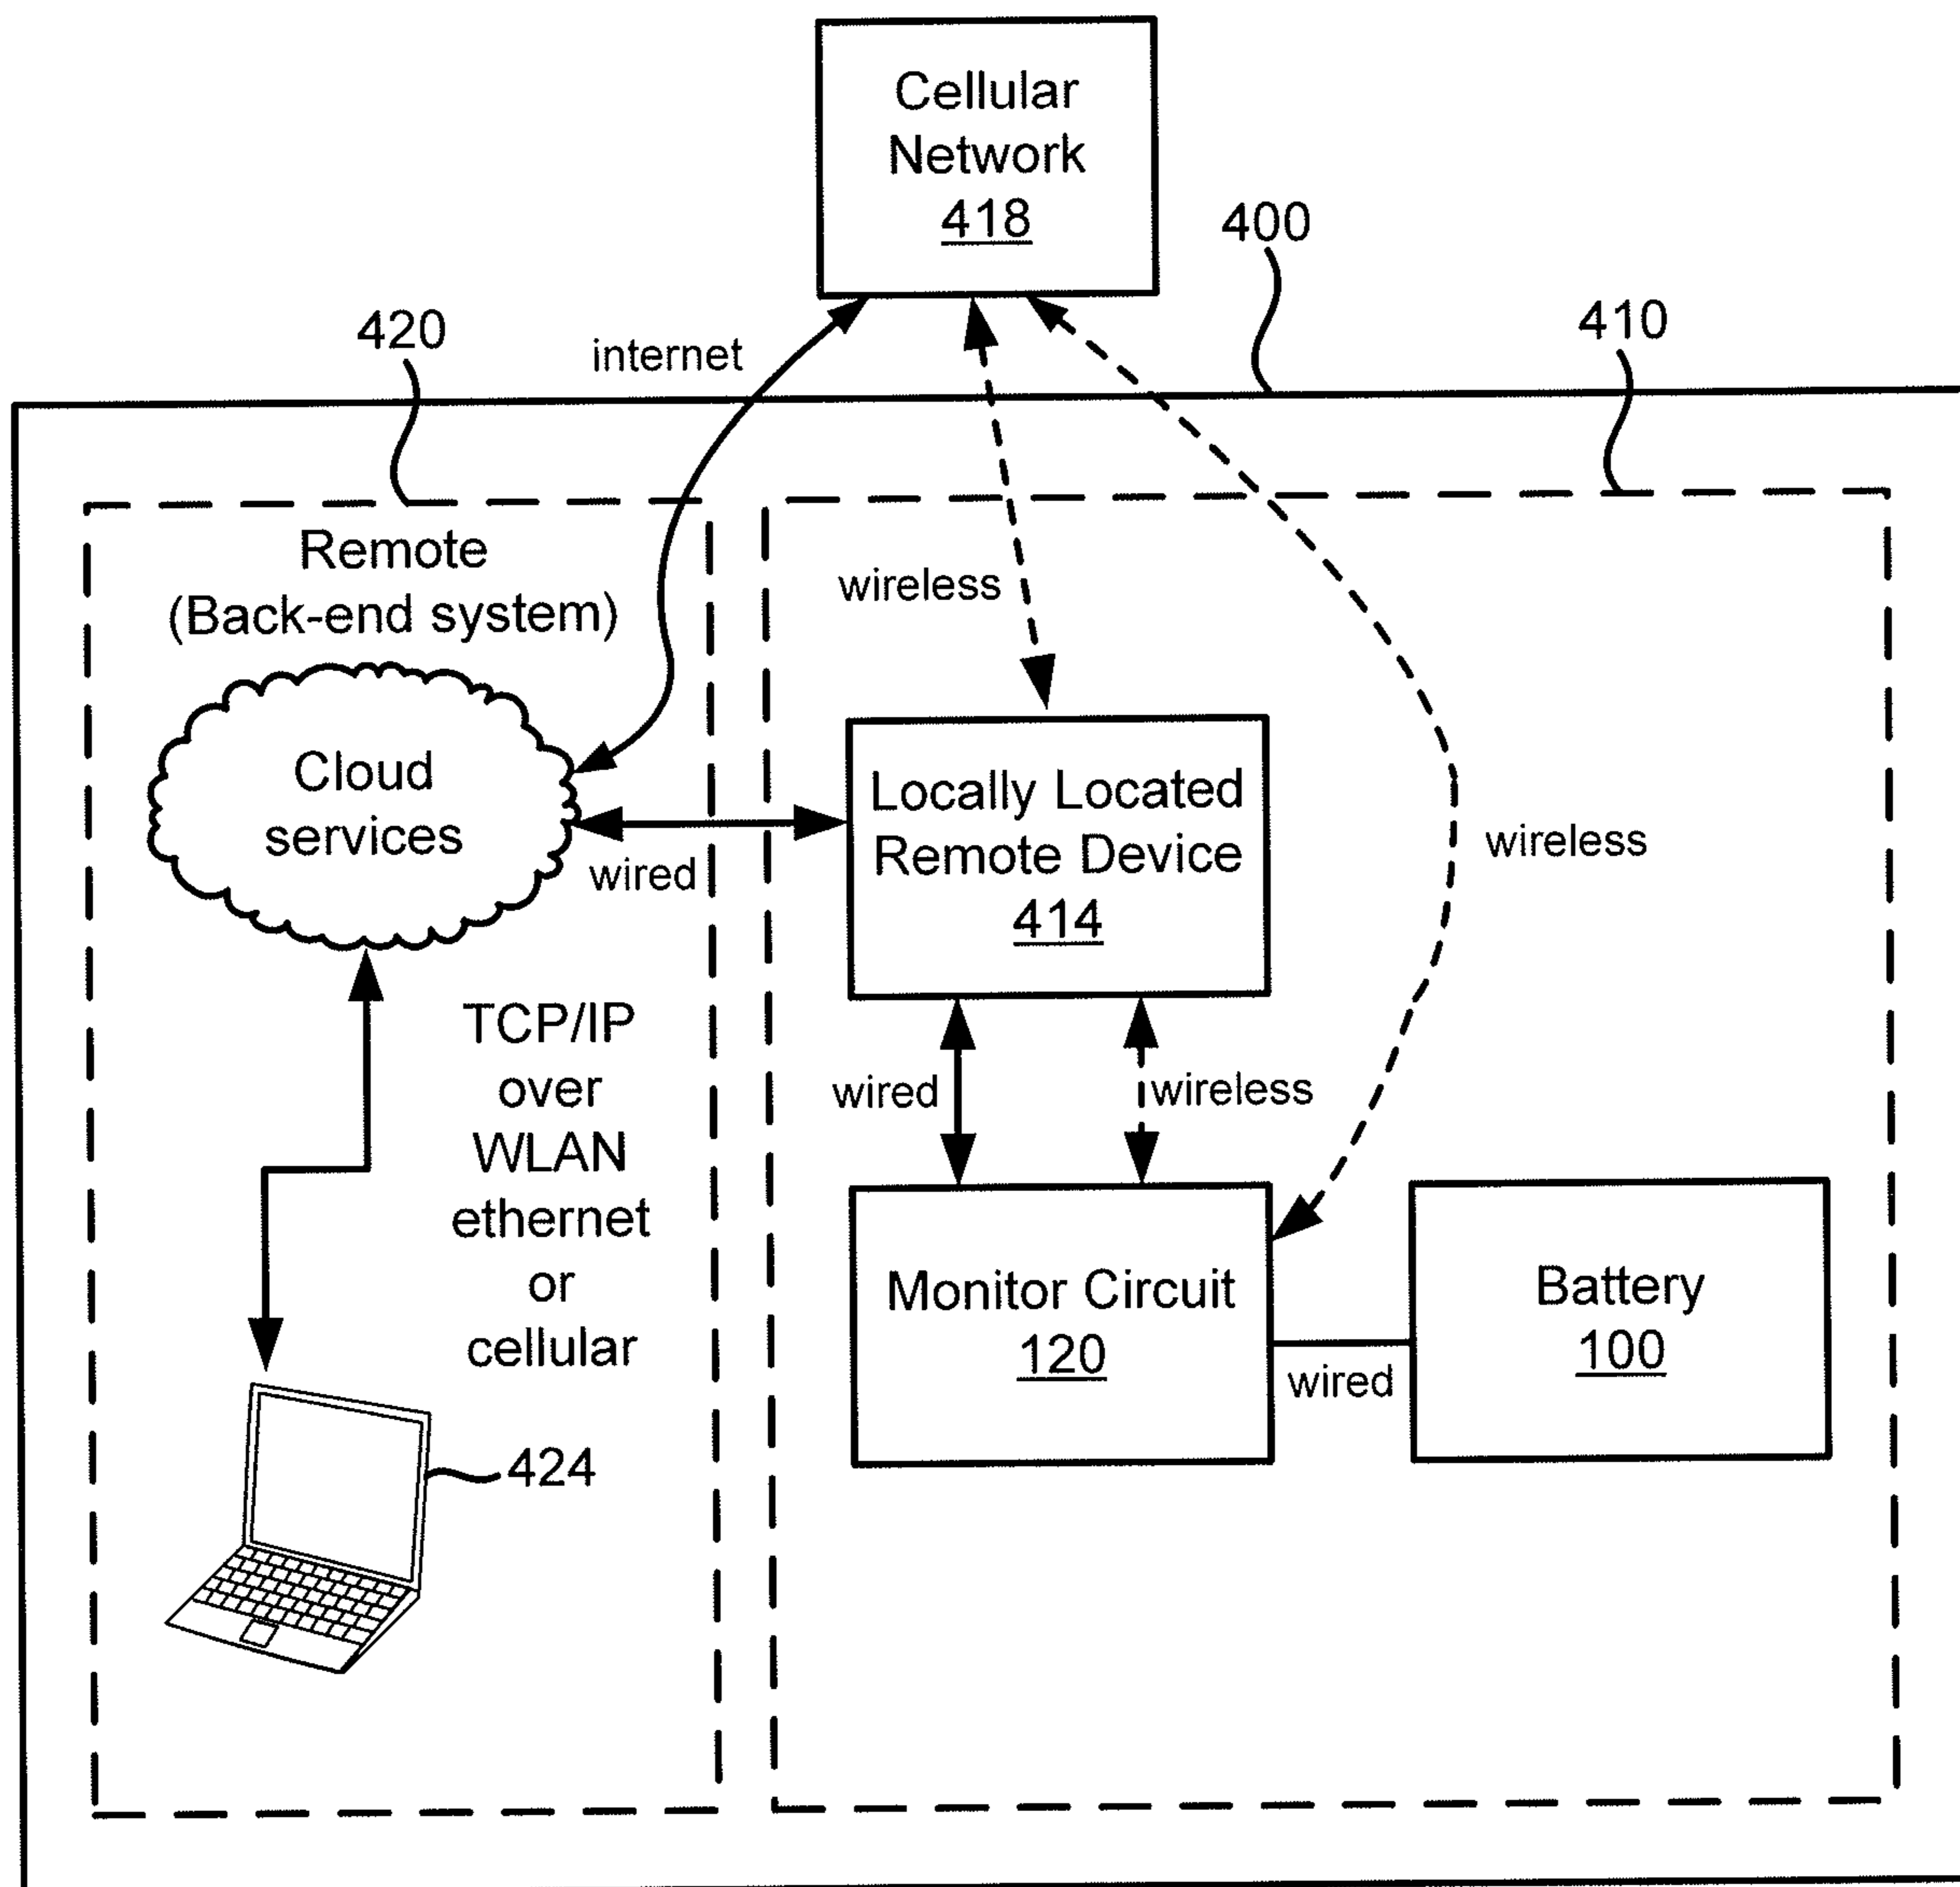 Cellular
Network
418
400
420
internet
410
Remote
(Back-end system)
wireless
Cloud
services
Locally Located
Remote Device
414
wired
wireless
TCP/IP
over
WLAN
ethernet
or
cellular
wired
wireless
Monitor Circuit
120
wired
Battery
100
424